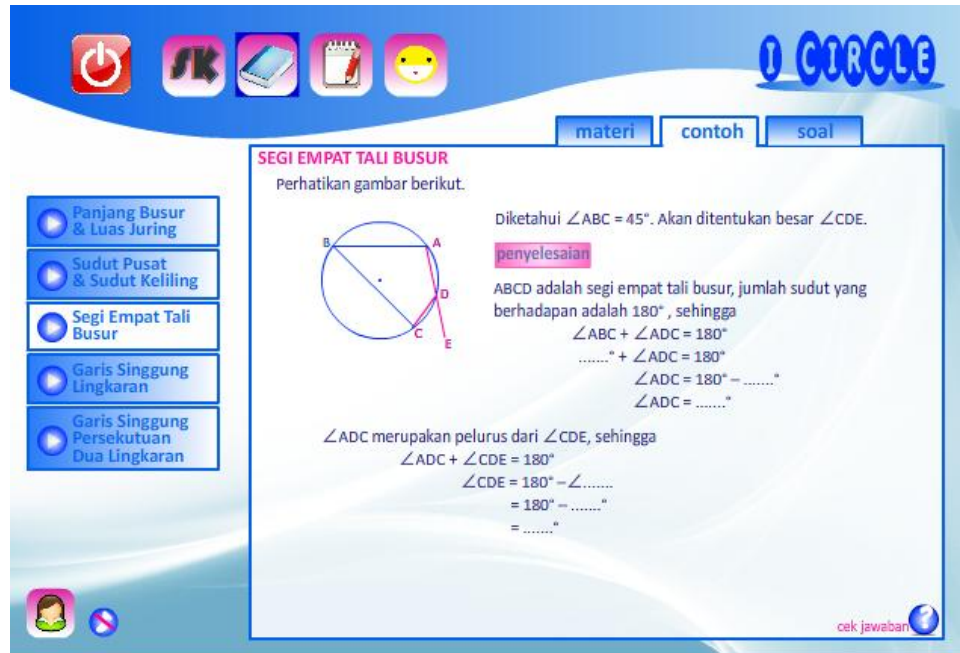 SK
I CIRCLE
materi
contoh
soal
SEGI EMPAT TALI BUSUR
Perhatikan gambar berikut.
Panjang Busur
& Luas Juring
Sudut Pusat
& Sudut Keliling
Segi Empat Tali
Busur
Garis Singgung
Lingkaran
Garis Singgung
Persekutuan
Dua Lingkaran
B
A
D
C
E
Diketahui ∠ABC = 45°. Akan ditentukan besar ∠CDE.
penyelesaian
ABCD adalah segi empat tali busur, jumlah sudut yang
berhadapan adalah 180° , sehingga
∠ABC + ∠ADC = 180°
.......° + ∠ADC = 180°
∠ADC = 180° – .......°
∠ADC = .......°
∠ADC merupakan pelurus dari ∠CDE, sehingga
∠ADC + ∠CDE = 180°
∠CDE = 180° – ∠.......
= 180° – .......°
= .......°
cek jawaban
?